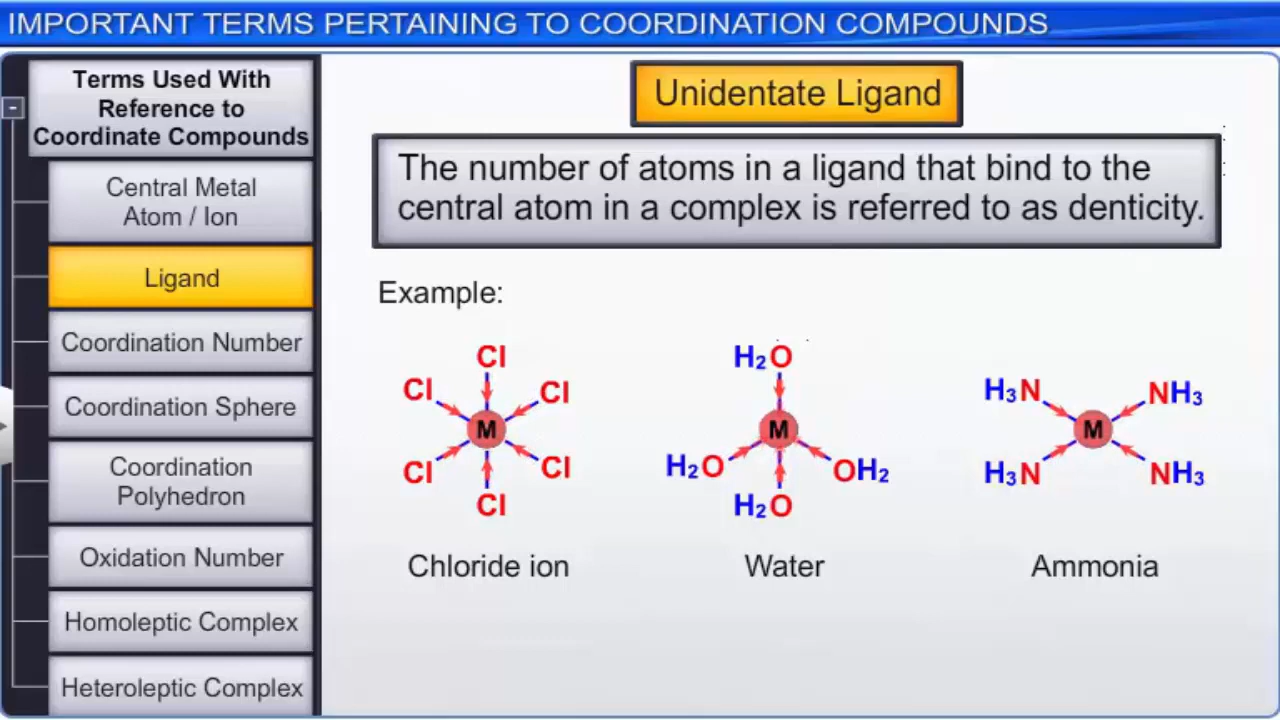 IMPORTANT TERMS PERTAINING TO COORDINATION COMPOUNDS
Terms Used With
Reference to
Coordinate Compounds
-
Central Metal
Atom / Ion
Ligand
Coordination Number
Coordination Sphere
Coordination
Polyhedron
Oxidation Number
Homoleptic Complex
Heteroleptic Complex
Unidentate Ligand
The number of atoms in a ligand that bind to the
central atom in a complex is referred to as denticity.
Example:
Cl
Cl Cl
M
Cl Cl
Cl
Chloride ion
H₂O
M
H₂O OH₂
H₂O
Water
H₃N NH₃
M
H₃N NH₃
Ammonia